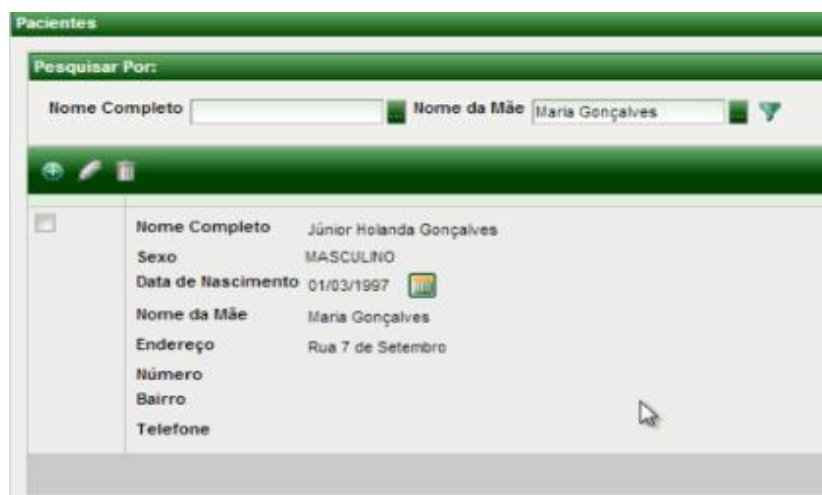 Pacientes
Pesquisar Por:
Nome Completo ... Nome da Mãe Maria Gonçalves ...
Nome Completo Júnior Holanda Gonçalves
Sexo MASCULINO
Data de Nascimento 01/03/1997
Nome da Mãe Maria Gonçalves
Endereço Rua 7 de Setembro
Número
Bairro
Telefone